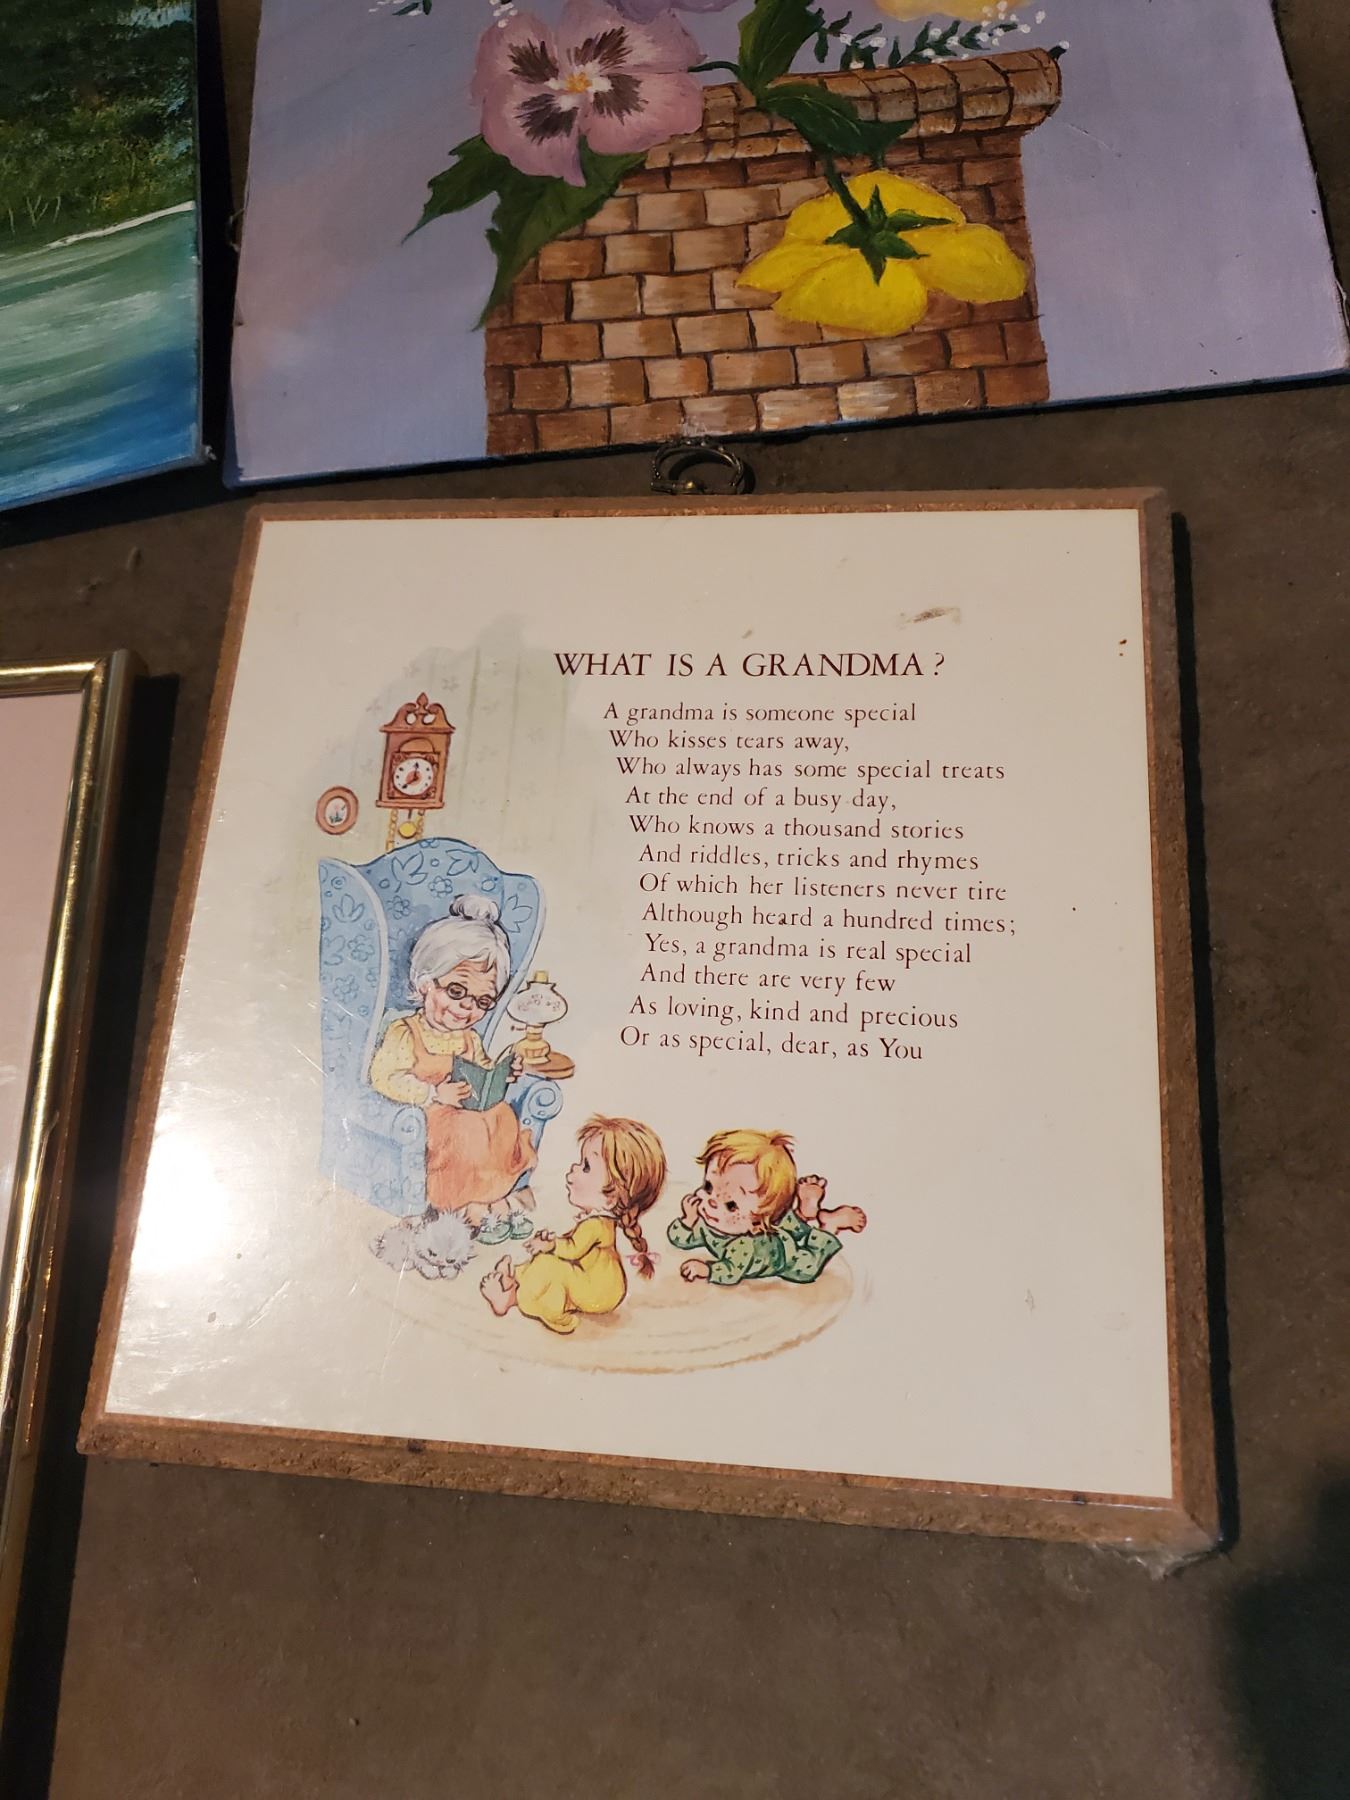 WHAT IS A GRANDMA?
A grandma is someone special
Who kisses tears away,
Who always has some special treats
At the end of a busy day,
Who knows a thousand stories
And riddles, tricks and rhymes
Of which her listeners never tire
Although heard a hundred times;
Yes, a grandma is real special
And there are very few
As loving, kind and precious
Or as special, dear, as You